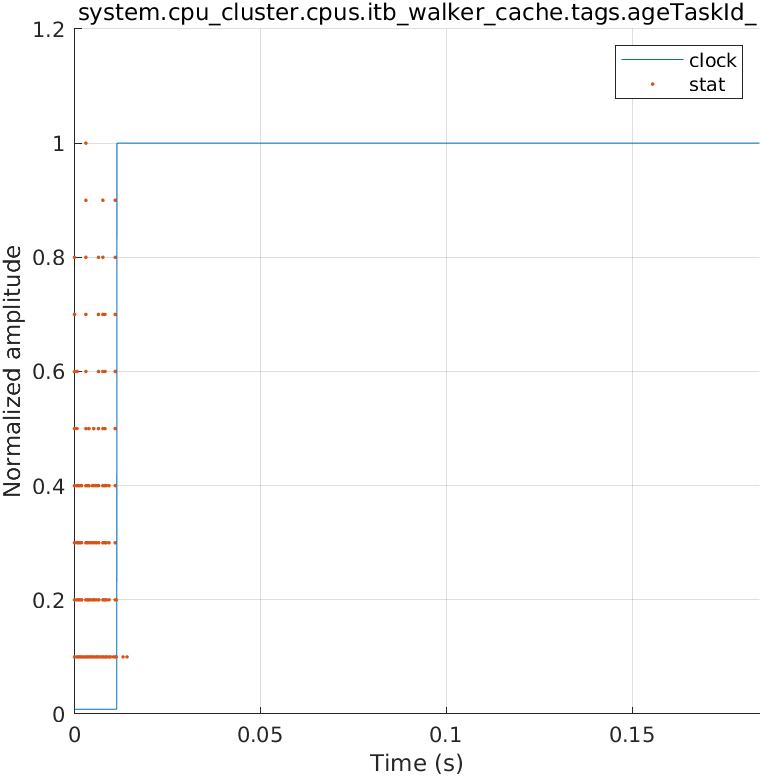 system.cpu_cluster.cpus.itb_walker_cache.tags.ageTaskId_
clock
stat
Normalized amplitude
1.2
1
0.8
0.6
0.4
0.2
0
0 0.05 0.1 0.15
Time (s)